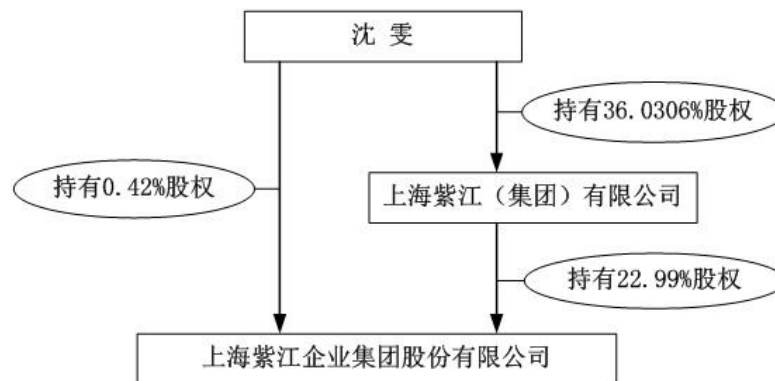 沈 雯
持有36.0306%股权
持有0.42%股权
上海紫江（集团）有限公司
持有22.99%股权
上海紫江企业集团股份有限公司